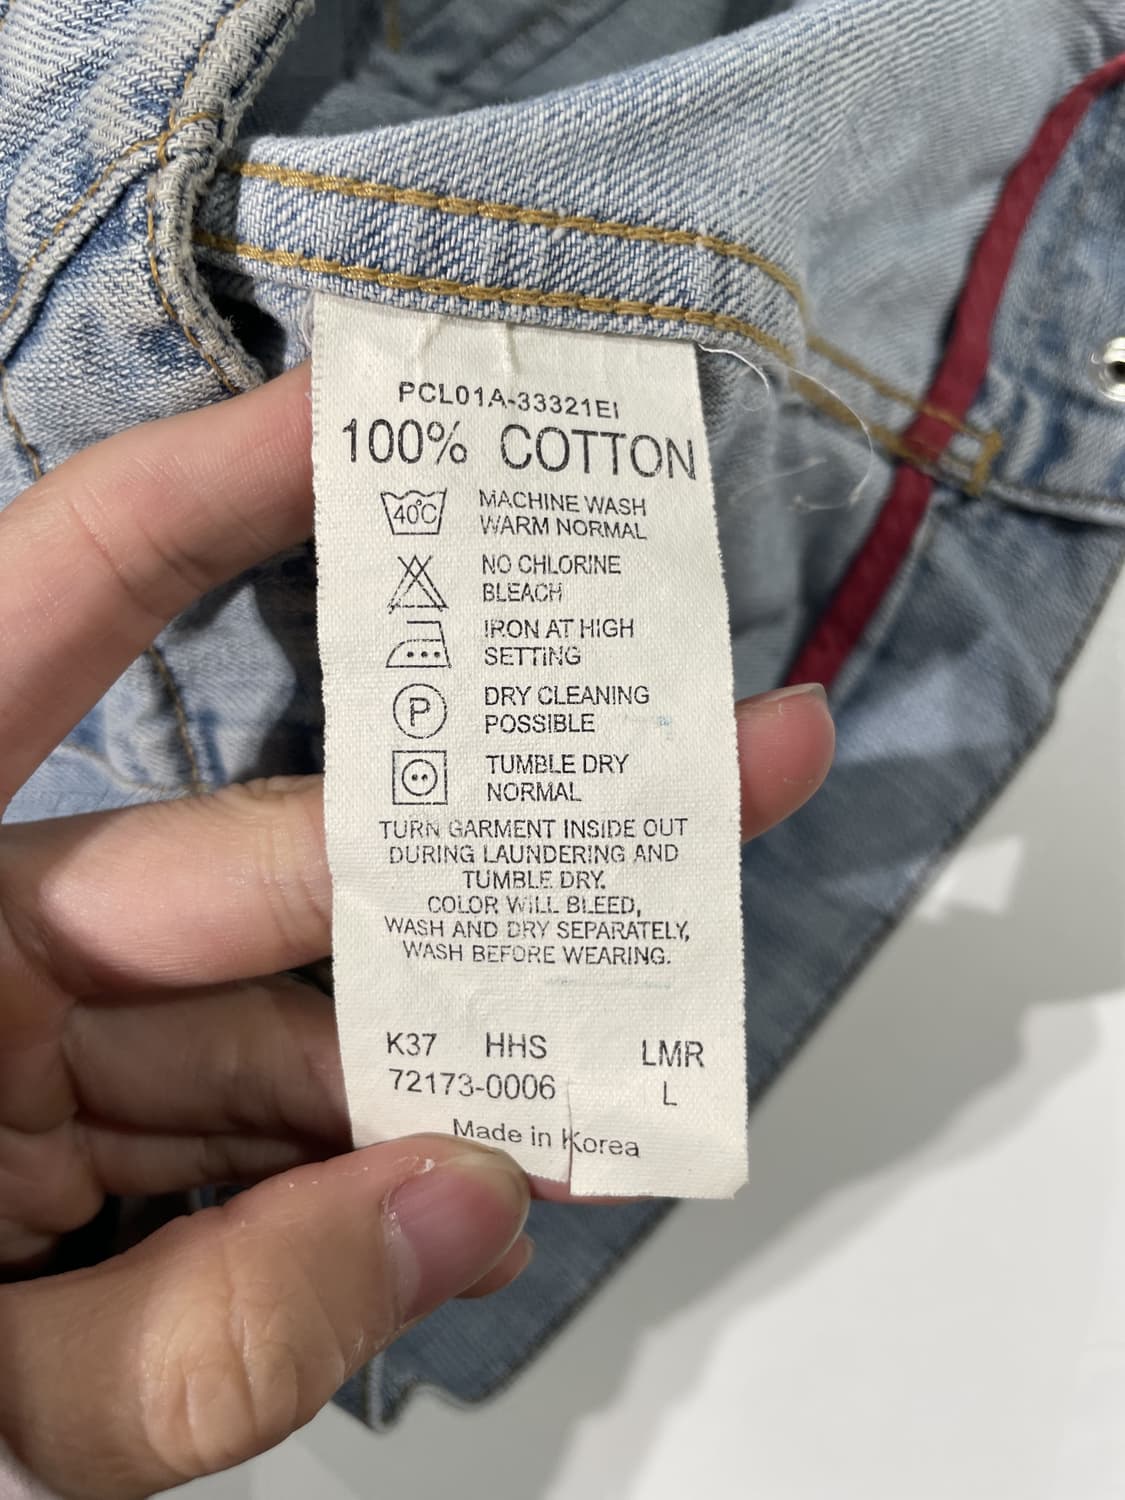 PCL01A-33321EI
100% COTTON
40°C MACHINE WASH
WARM NORMAL
NO CHLORINE
BLEACH
IRON AT HIGH
SETTING
P DRY CLEANING
POSSIBLE
TUMBLE DRY
NORMAL
TURN GARMENT INSIDE OUT
DURING LAUNDERING AND
TUMBLE DRY.
COLOR WILL BLEED,
WASH AND DRY SEPARATELY,
WASH BEFORE WEARING.
K37 HHS LMR
72173-0006 L
Made in Korea